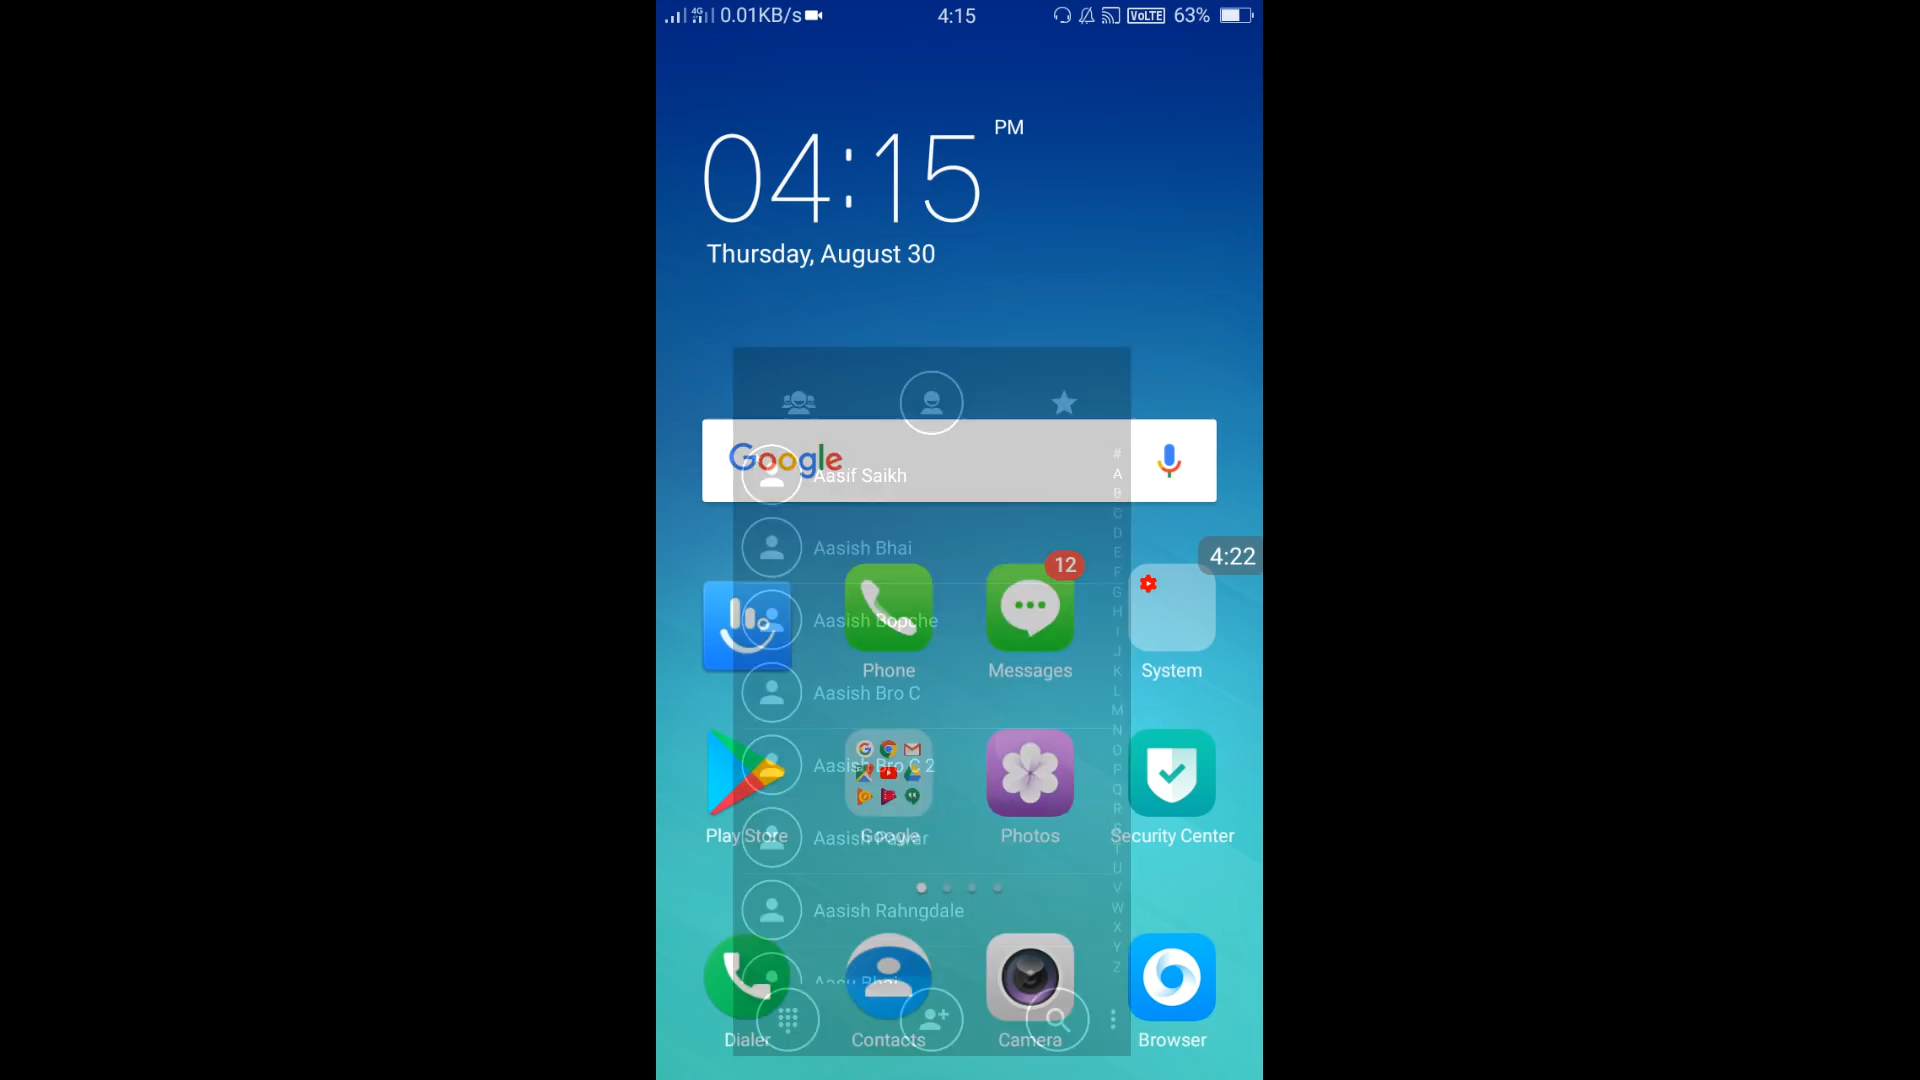 4G 0.01KB/s 4:15 VoLTE 63%
04:15 PM
Thursday, August 30
Google
Aasif Saikh
Aasish Bhai
Aasish Bopche
Aasish Bro C
Aasish Bro C 2
Aasish Pawar
Aasish Rahngdale
Aasu Bhai
#
A
B
C
D
E
F
G
H
I
J
K
L
M
N
O
P
Q
R
S
T
U
V
W
X
Y
Z
4:22
12
Phone Messages System
Play Store Google Photos Security Center
Dialer Contacts Camera Browser